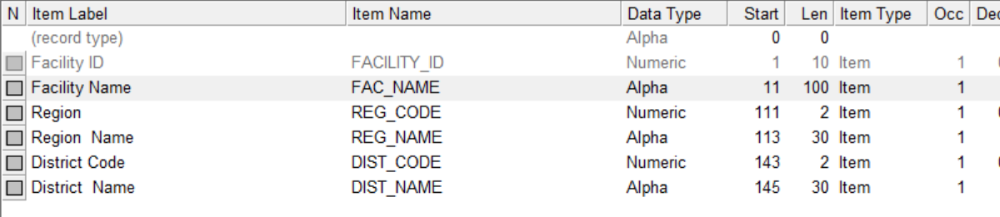 N Item Label Item Name Data Type Start Len Item Type Occ Dec
(record type) Alpha 0 0
Facility ID FACILITY_ID Numeric 1 10 Item 1
Facility Name FAC_NAME Alpha 11 100 Item 1
Region REG_CODE Numeric 111 2 Item 1
Region  Name REG_NAME Alpha 113 30 Item 1
District Code DIST_CODE Numeric 143 2 Item 1
District  Name DIST_NAME Alpha 145 30 Item 1